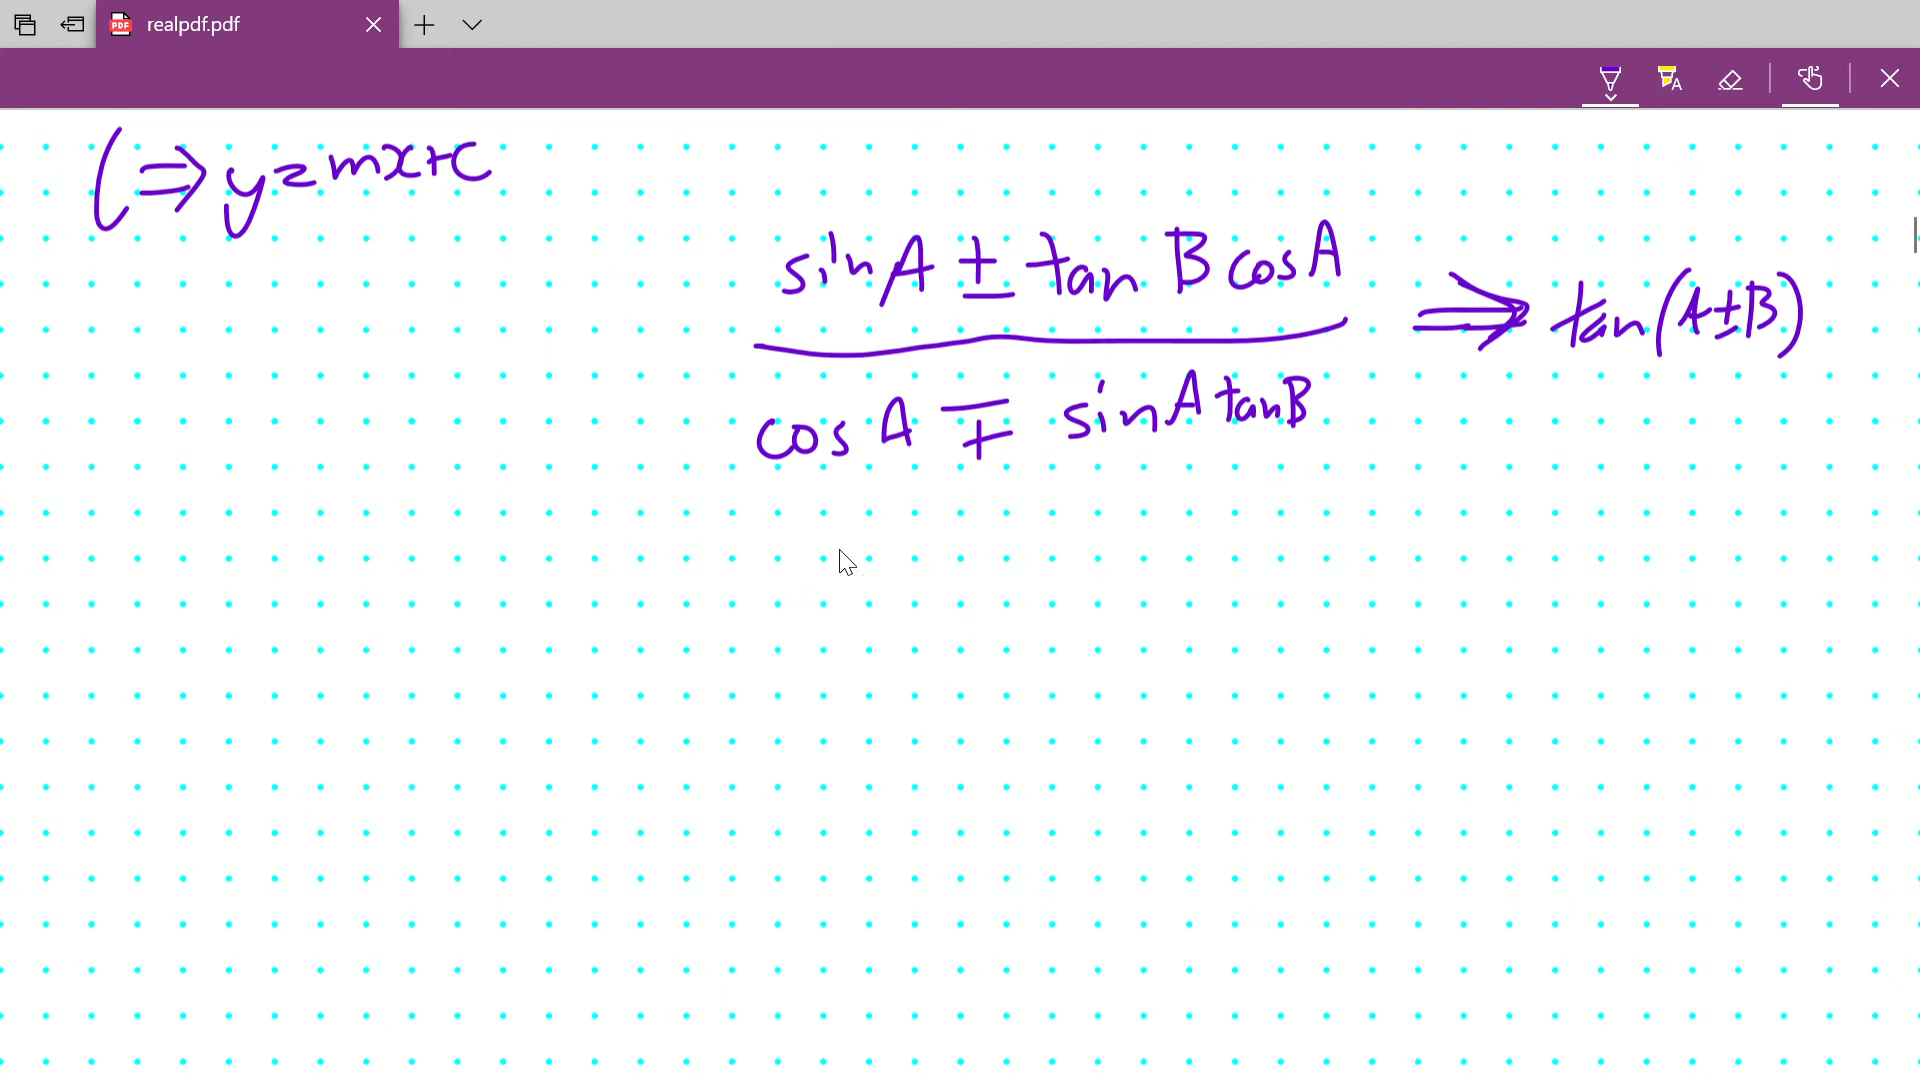 realpdf.pdf
( ⇒ y = mx+c
sinA ± tan B cosA
cos A ∓ sinA tanB
⇒ tan(A±B)